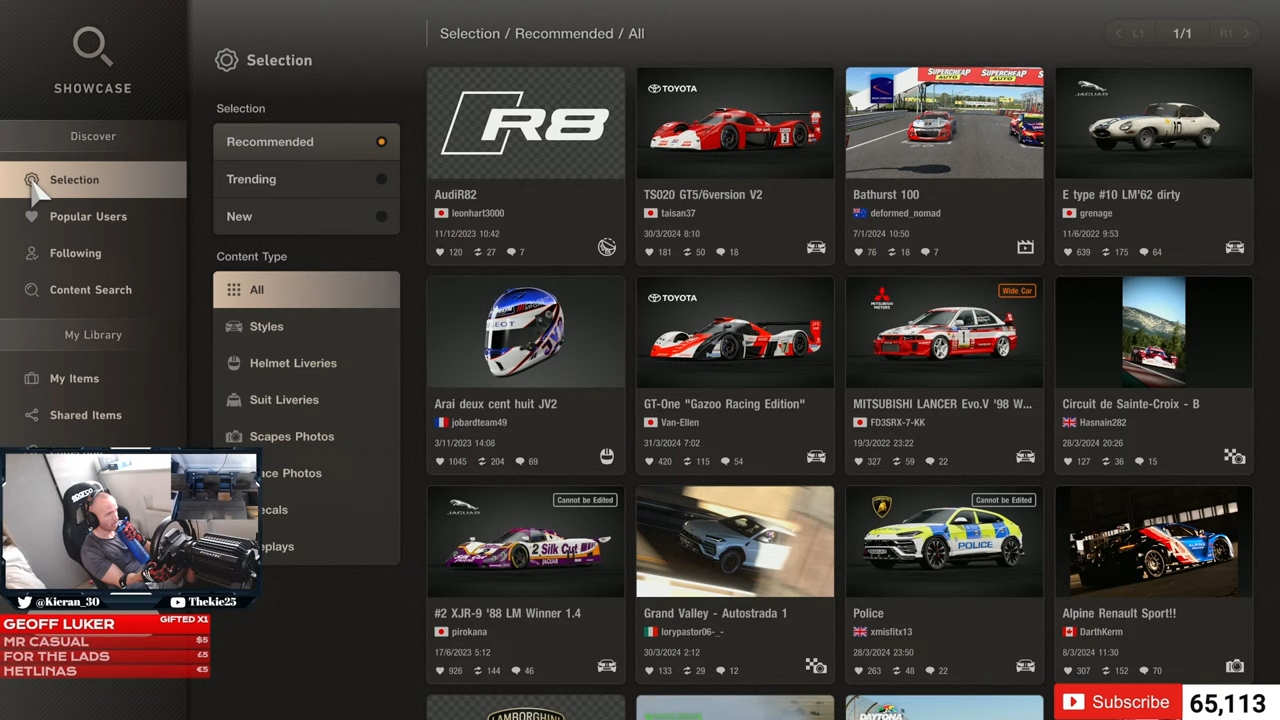 SHOWCASE
Discover
Selection
Popular Users
Following
Content Search
My Library
My Items
Shared Items
Selection
Selection
Recommended
Trending
New
Content Type
All
Styles
Helmet Liveries
Suit Liveries
Scapes Photos
ace Photos
ecals
eplays
Selection / Recommended / All
L1
1/1
R1
R8
AudiR82
leonhart3000
11/12/2023 10:42
120 27 7
TOYOTA
TS020 GT5/6version V2
taisan37
30/3/2024 8:10
181 50 18
SUPERCHEAP AUTO
SUPERCHEAP AUTO
Bathurst 100
deformed_nomad
7/1/2024 10:50
76 18 7
JAGUAR
E type #10 LM'62 dirty
grenage
11/6/2022 9:53
639 175 64
Arai deux cent huit JV2
jobardteam49
3/11/2023 14:08
1045 204 69
TOYOTA
GT-One "Gazoo Racing Edition"
Van-Ellen
31/3/2024 7:02
420 115 54
MITSUBISHI MOTORS
Wide Car
MITSUBISHI LANCER Evo.V '98 W...
FD3SRX-7-KK
19/3/2022 23:22
327 59 22
Circuit de Sainte-Croix - B
Hasnain282
28/3/2024 20:26
127 36 15
JAGUAR
Cannot be Edited
2 Silk Cut
#2 XJR-9 '88 LM Winner 1.4
pirokana
17/6/2023 5:12
926 144 46
Grand Valley - Autostrada 1
lorypastor06-_-
30/3/2024 2:12
133 29 12
Cannot be Edited
POLICE
Police
xmisfitx13
28/3/2024 23:50
263 48 22
Alpine Renault Sport!!
DarthKerm
8/3/2024 11:30
307 152 70
LAMBORGHINI
DAYTONA
SPARCO
@Kieran_30
Thekie25
GEOFF LUKER GIFTED X1
MR CASUAL $5
FOR THE LADS £5
HETLINAS €5
Subscribe
65,113